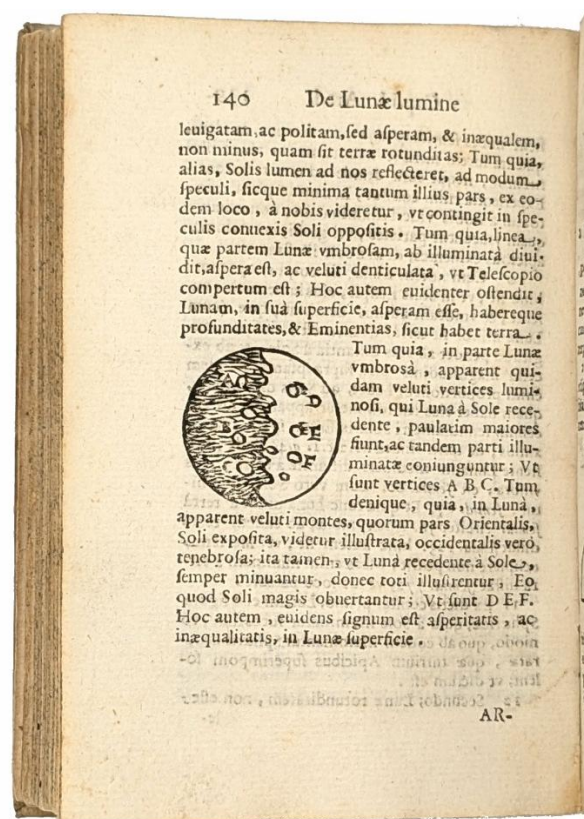 140 De Lunæ lumine
leuigatam, ac politam, ſed aſperam, & inæqualem,
non minus, quam ſit terræ rotunditas; Tum quia,
alias, Solis lumen ad nos reflecteret, ad modum
ſpeculi, ſicque minima tantum illius pars, ex eo-
dem loco, à nobis videretur, vt contingit in ſpe-
culis conuexis Soli oppoſitis. Tum quia, linea,
quæ partem Lunæ vmbroſam, ab illuminatâ diui-
dit, aſpera eſt, ac veluti denticulata, vt Teleſcopio
compertum eſt; Hoc autem euidenter oſtendit,
Lunam, in ſuâ ſuperficie, aſperam eſſe, habereque
profunditates, & Eminentias, ſicut habet terra.
Tum quia, in parte Lunæ
vmbrosâ, apparent qui-
dam veluti vertices lumi-
noſi, qui Luna à Sole rece-
dente, paulatim maiores
fiunt, ac tandem parti illu-
minatæ coniunguntur; Vt
ſunt vertices A B C. Tum
denique, quia, in Lunâ,
apparent veluti montes, quorum pars Orientalis,
Soli expoſita, videtur illuſtrata, occidentalis verò,
tenebroſa; ita tamen, vt Lunâ recedente à Sole,
ſemper minuantur, donec toti illuſtrentur, Eo,
quod Soli magis obuertantur; Vt ſunt D E F.
Hoc autem, euidens ſignum eſt aſperitatis, ac
inæqualitatis, in Lunæ ſuperficie.
AR-